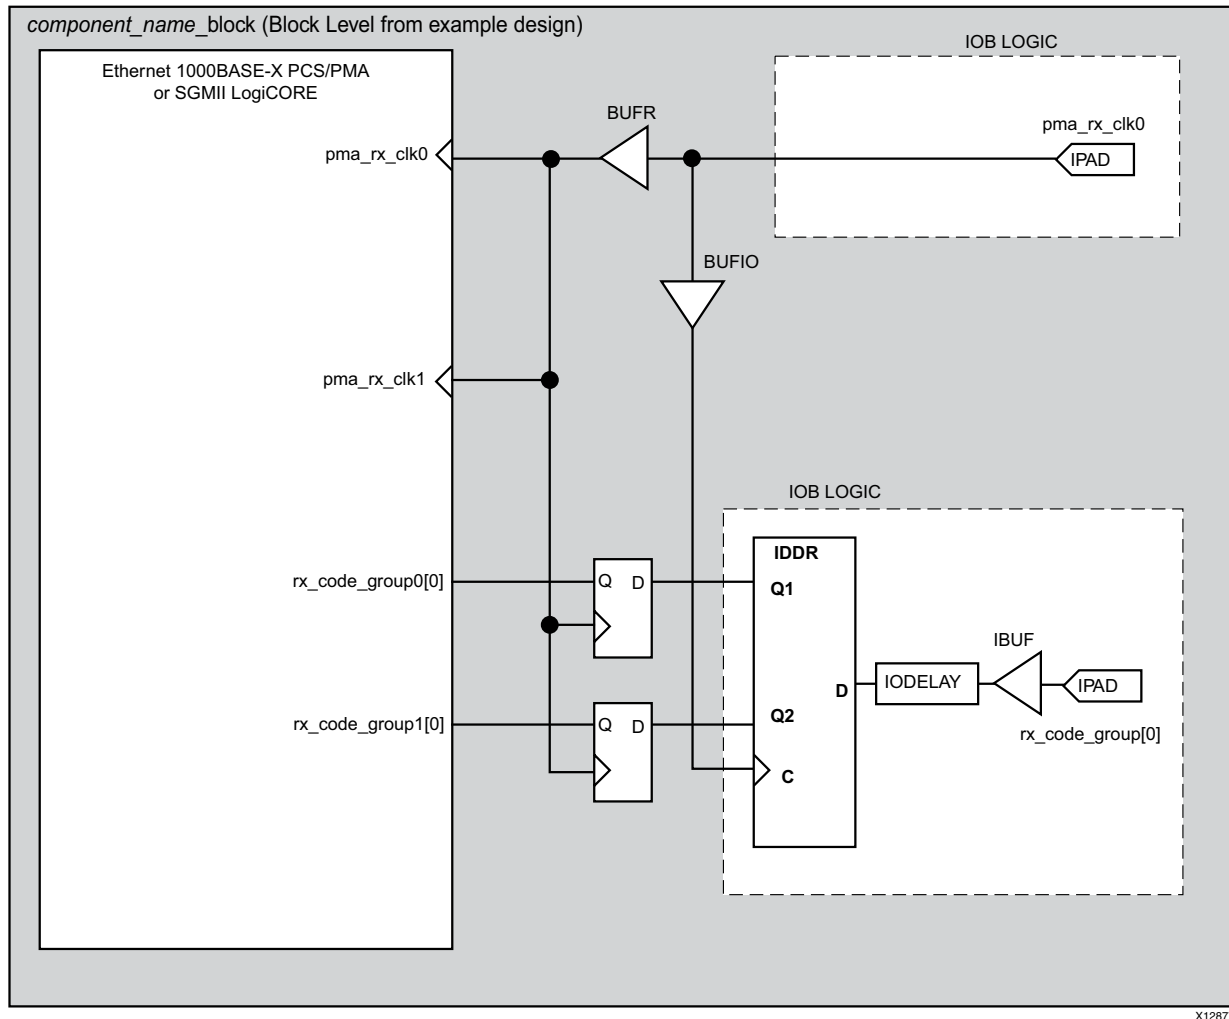 component_name_block (Block Level from example design)
IOB LOGIC
Ethernet 1000BASE-X PCS/PMA
or SGMII LogiCORE
BUFR
pma_rx_clk0
pma_rx_clk0
IPAD
BUFIO
pma_rx_clk1
IOB LOGIC
IDDR
rx_code_group0[0]
Q D
Q1
IBUF
D
IODELAY
IPAD
rx_code_group1[0]
Q D
Q2
rx_code_group[0]
C
X1287